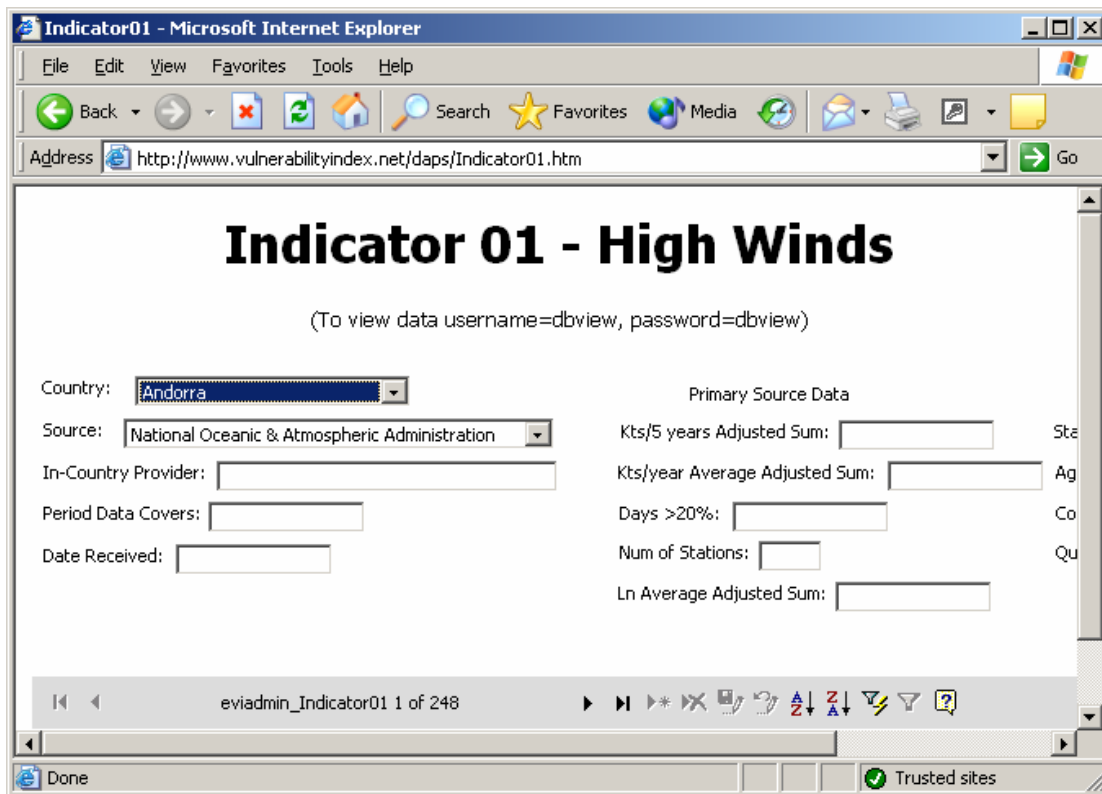 Indicator01 - Microsoft Internet Explorer
File Edit View Favorites Tools Help
Back Search Favorites Media
Address http://www.vulnerabilityindex.net/daps/Indicator01.htm Go
Indicator 01 - High Winds
(To view data username=dbview, password=dbview)
Country: Andorra
Source: National Oceanic & Atmospheric Administration
In-Country Provider:
Period Data Covers:
Date Received:
Primary Source Data
Kts/5 years Adjusted Sum:
Kts/year Average Adjusted Sum:
Days >20%:
Num of Stations:
Ln Average Adjusted Sum:
Sta
Ag
Co
Qu
eviadmin_Indicator01 1 of 248
Done Trusted sites